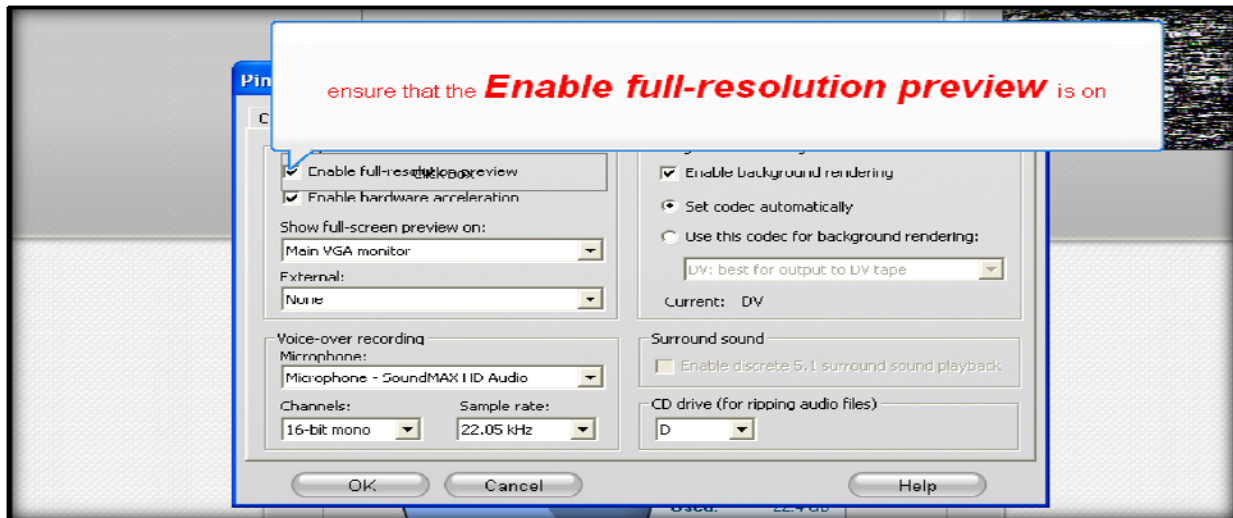 ensure that the Enable full-resolution preview is on
Pin
C
Enable full-resolution preview
Click Box
Enable hardware acceleration
Show full-screen preview on:
Main VGA monitor
External:
None
Enable background rendering
Set codec automatically
Use this codec for background rendering:
DV: best for output to DV tape
Current: DV
Voice-over recording
Microphone:
Microphone - SoundMAX HD Audio
Channels:
Sample rate:
16-bit mono
22.05 kHz
Surround sound
Enable discrete 5.1 surround sound playback
CD drive (for ripping audio files)
D
OK
Cancel
Help
Used: 22.4 GB